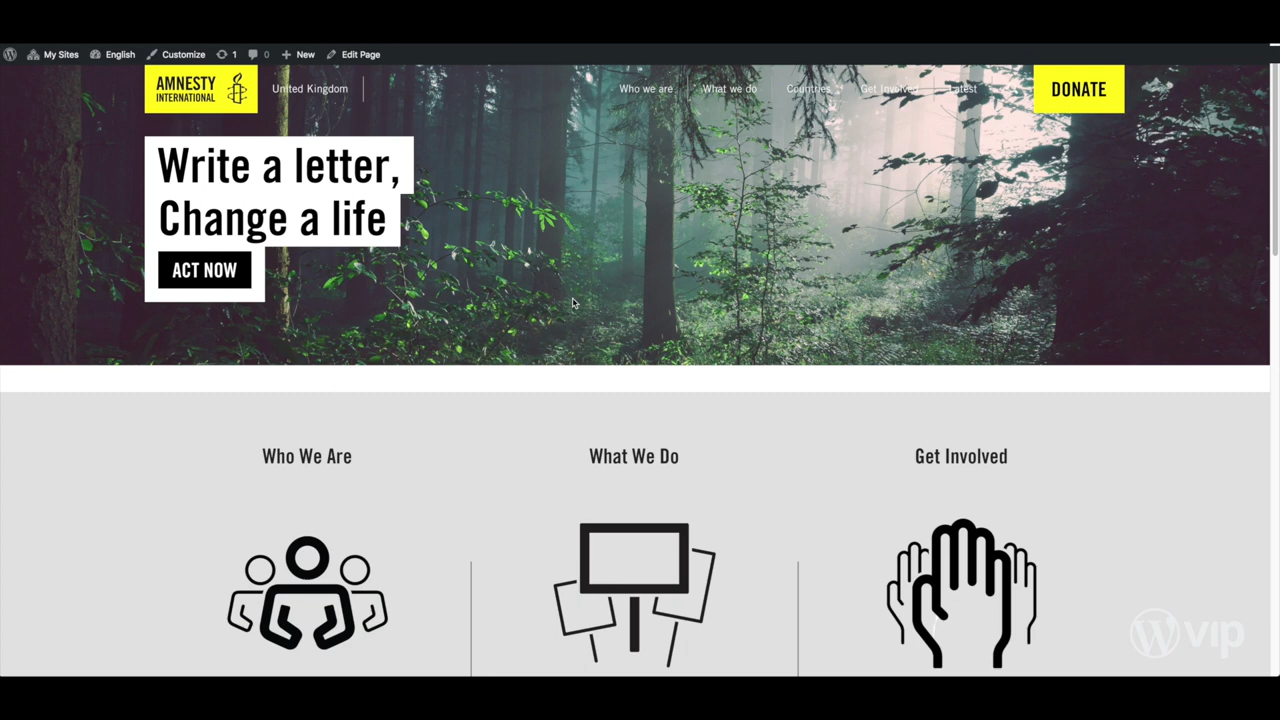 My Sites English Customize 1 0 New Edit Page
AMNESTY
INTERNATIONAL
United Kingdom
Who we are What we do Countries Get Involved Latest
DONATE
Write a letter,
Change a life
ACT NOW
Who We Are What We Do Get Involved
vip